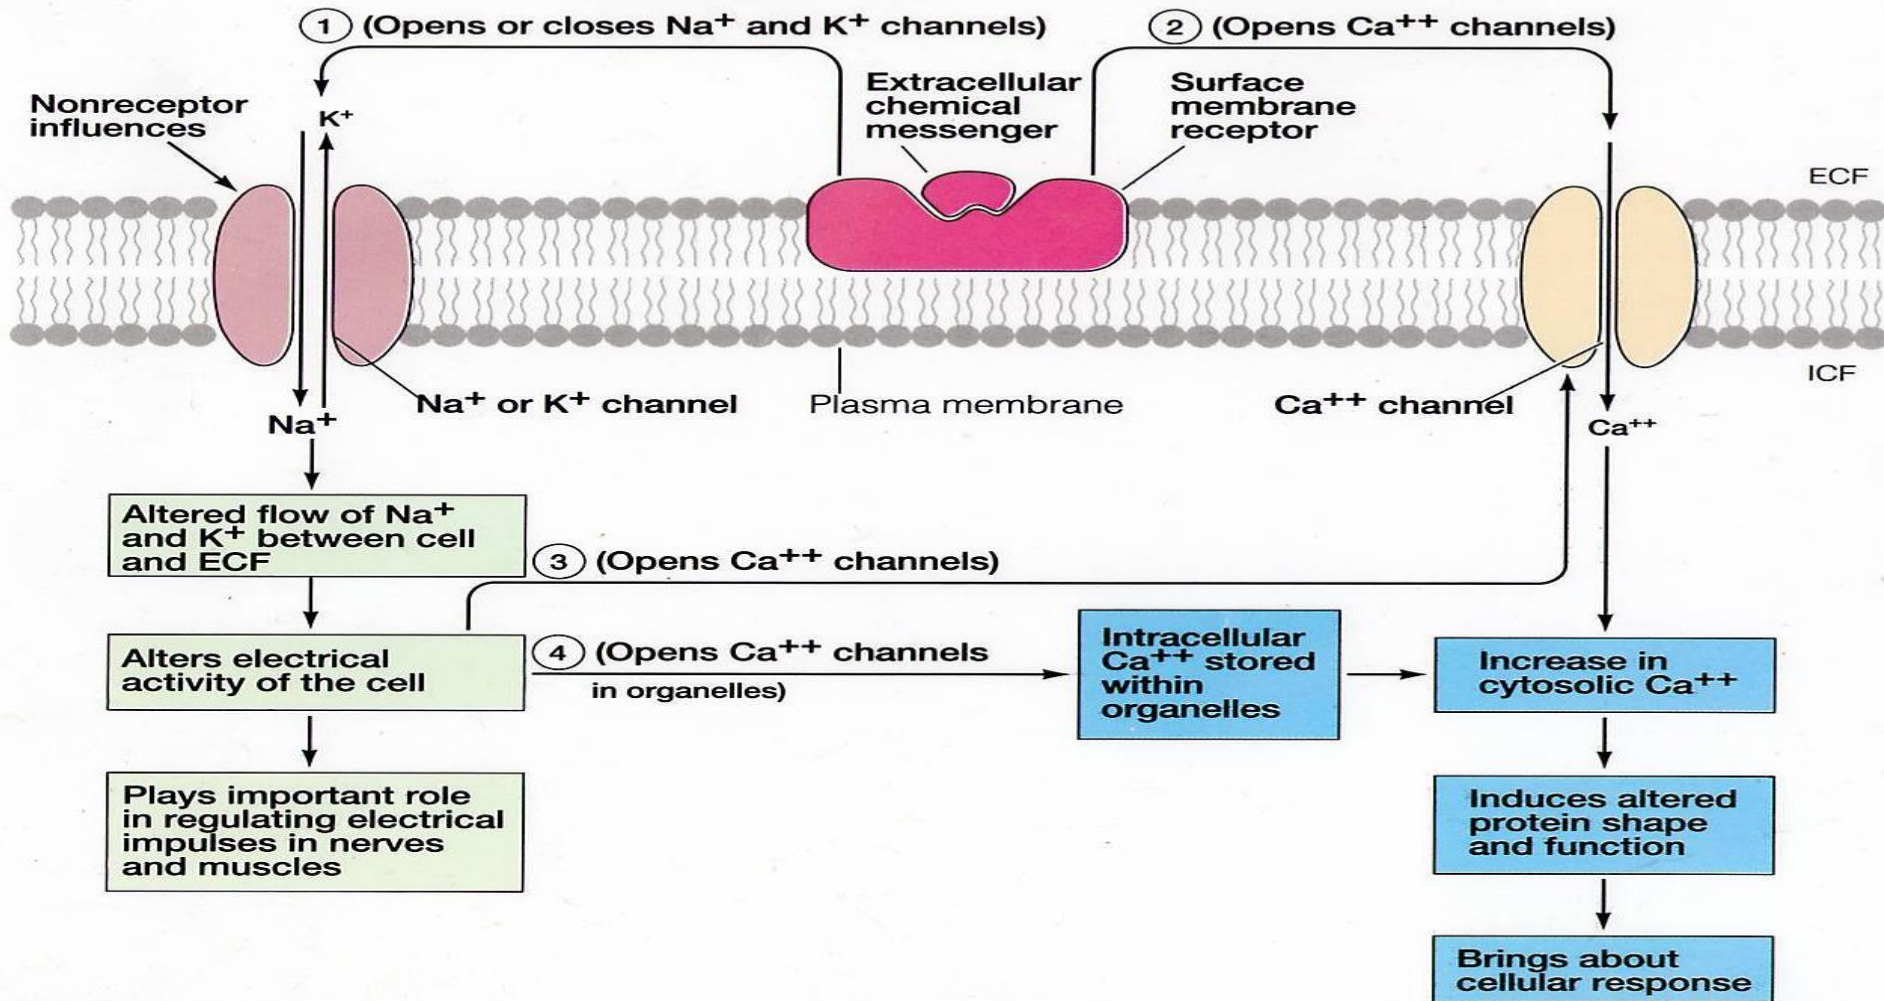 1 (Opens or closes Na⁺ and K⁺ channels)
2 (Opens Ca⁺⁺ channels)
Nonreceptor
influences
K⁺
Extracellular
chemical
messenger
Surface
membrane
receptor
ECF
ICF
Na⁺
Na⁺ or K⁺ channel
Plasma membrane
Ca⁺⁺ channel
Ca⁺⁺
Altered flow of Na⁺
and K⁺ between cell
and ECF
3 (Opens Ca⁺⁺ channels)
Alters electrical
activity of the cell
4 (Opens Ca⁺⁺ channels
in organelles)
Intracellular
Ca⁺⁺ stored
within
organelles
Increase in
cytosolic Ca⁺⁺
Plays important role
in regulating electrical
impulses in nerves
and muscles
Induces altered
protein shape
and function
Brings about
cellular response